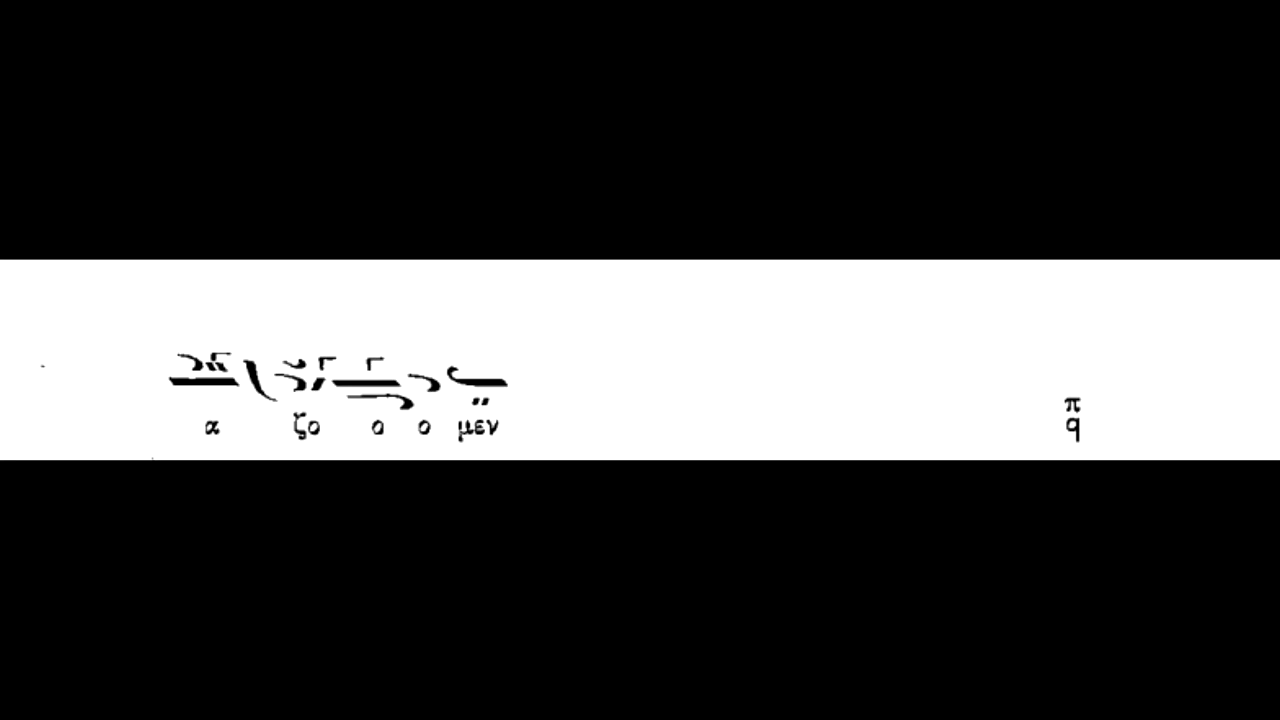 α ζο ο ο μεν
π
q